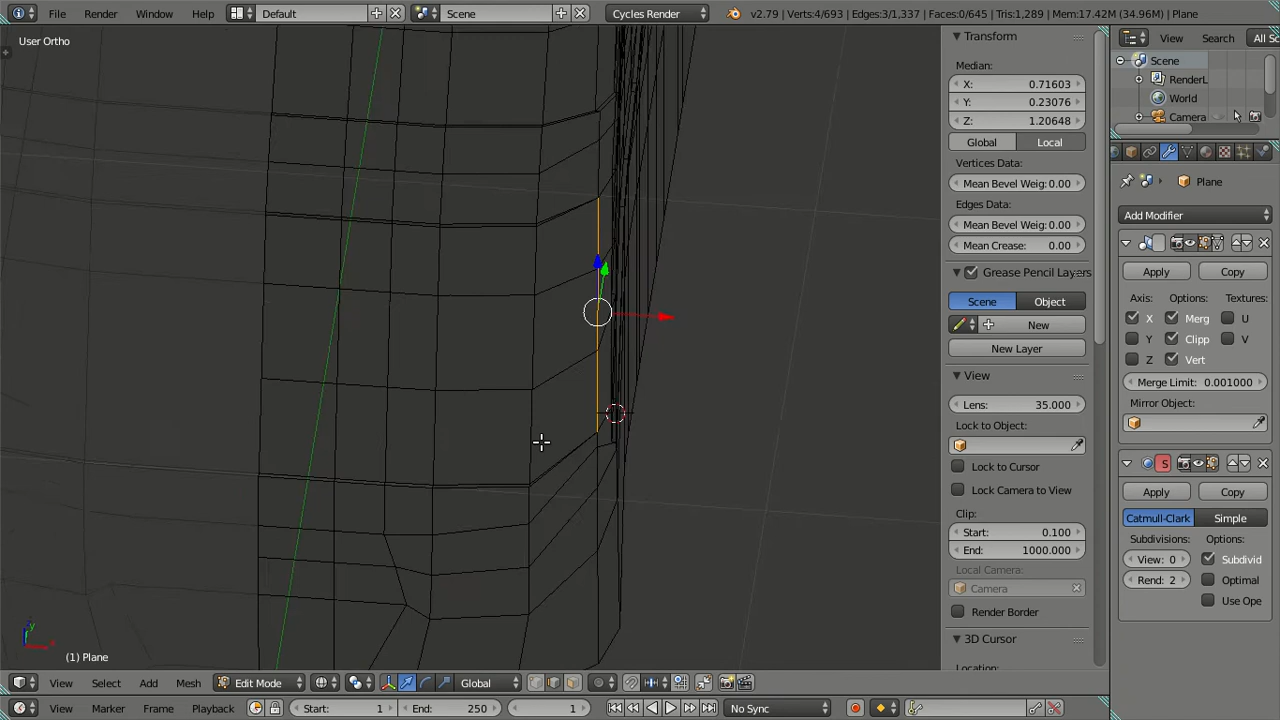 File Render Window Help Default Scene Cycles Render v2.79 | Verts:4/693 | Edges:3/1,337 | Faces:0/645 | Tris:1,289 | Mem:17.42M (34.96M) | Plane
User Ortho
(1) Plane
View Select Add Mesh Edit Mode Global
View Marker Frame Playback Start: 1 End: 250 1 No Sync
Transform
Median:
X: 0.71603
Y: 0.23076
Z: 1.20648
Global Local
Vertices Data:
Mean Bevel Weig: 0.00
Edges Data:
Mean Bevel Weig: 0.00
Mean Crease: 0.00
Grease Pencil Layers
Scene Object
New
New Layer
View
Lens: 35.000
Lock to Object:
Lock to Cursor
Lock Camera to View
Clip:
Start: 0.100
End: 1000.000
Local Camera:
Camera
Render Border
3D Cursor
Location:
View Search All Sc
Scene
RenderL
World
Camera
Plane
Add Modifier
Apply Copy
Axis: Options: Textures:
X Merg U
Y Clipp V
Z Vert
Merge Limit: 0.001000
Mirror Object:
S
Apply Copy
Catmull-Clark Simple
Subdivisions: Options:
View: 0 Subdivid
Rend: 2 Optimal
Use Ope